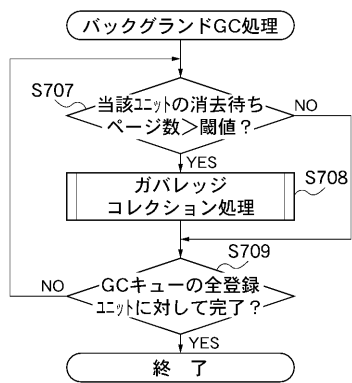 バックグランドGC処理
S707
当該ﾕﾆｯﾄの消去待ち
ページ数＞閾値？
NO
YES
S708
ガバレッジ
コレクション処理
S709
GCキューの全登録
ﾕﾆｯﾄに対して完了？
NO
YES
終　了